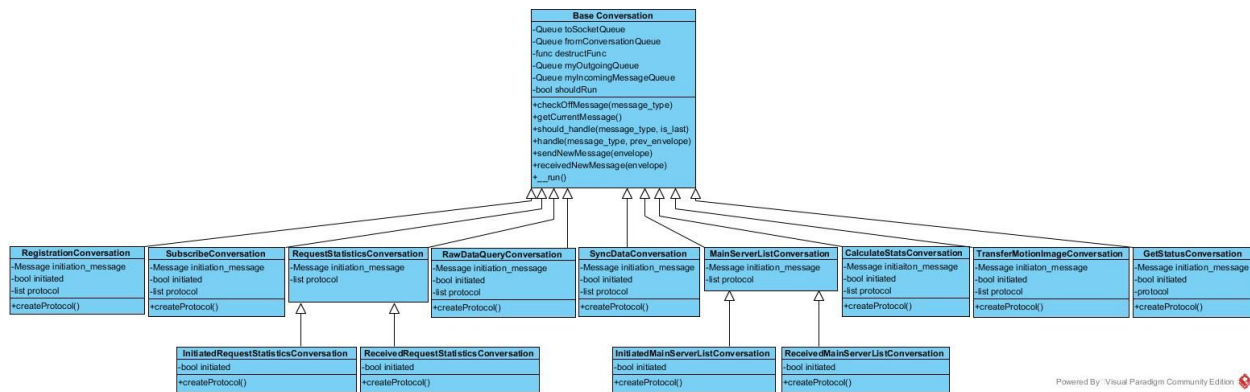 Base Conversation
-Queue toSocketQueue
-Queue fromConversationQueue
-func destructFunc
-Queue myOutgoingQueue
-Queue myIncomingMessageQueue
-bool shouldRun
+checkOffMessage(message_type)
+getCurrentMessage()
+should_handle(message_type, is_last)
+handle(message_type, prev_envelope)
+sendNewMessage(envelope)
+receivedNewMessage(envelope)
+__run()
RegistrationConversation
-Message initiation_message
-bool initiated
-list protocol
+createProtocol()
SubscribeConversation
-Message initiation_message
-bool initiated
-list protocol
+createProtocol()
RequestStatisticsConversation
-Message initiation_message
-list protocol
RawDataQueryConversation
-Message initiation_message
-bool initiated
-list protocol
+createProtocol()
SyncDataConversation
-Message initiation_message
-bool initiated
-list protocol
+createProtocol()
MainServerListConversation
-Message initiation_message
-list protocol
CalculateStatsConversation
-Message initiaiton_message
-bool initiated
-list protocol
+createProtocol()
TransferMotionImageConversation
-Message initiation_message
-bool initiated
-list protocol
+createProtocol()
GetStatusConversation
-Message initiation_message
-bool initiated
-protocol
+createProtocol()
InitiatedRequestStatisticsConversation
-bool initiated
+createProtocol()
ReceivedRequestStatisticsConversation
-bool initiated
+createProtocol()
InitiatedMainServerListConversation
-bool initiated
+createProtocol()
ReceivedMainServerListConversation
-bool initiated
+createProtocol()
Powered By Visual Paradigm Community Edition